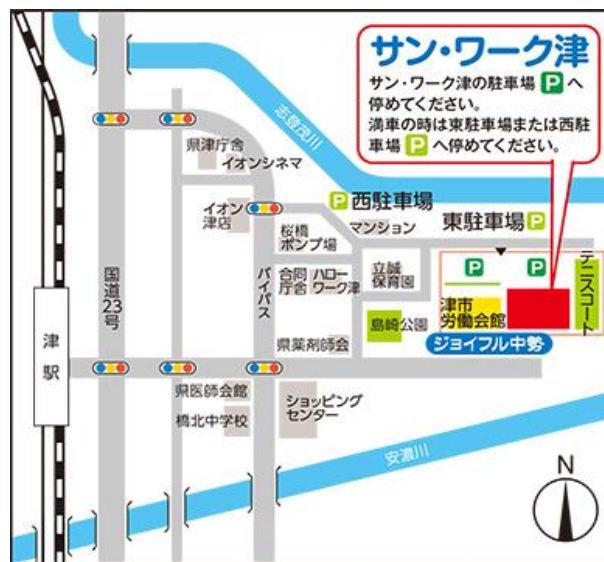 サン・ワーク津
サン・ワーク津の駐車場 P へ
停めてください。
満車の時は東駐車場または西駐
車場 P へ停めてください。
志登茂川
県津庁舎
イオンシネマ
イオン
津店
P 西駐車場
マンション
東駐車場 P
桜橋
ポンプ場
国道23号
バイパス
合同
庁舎
ハロー
ワーク津
立誠
保育園
P
P
テニスコート
津市
労働会館
島崎公園
ジョイフル中勢
県薬剤師会
津駅
県医師会館
橋北中学校
ショッピング
センター
安濃川
N